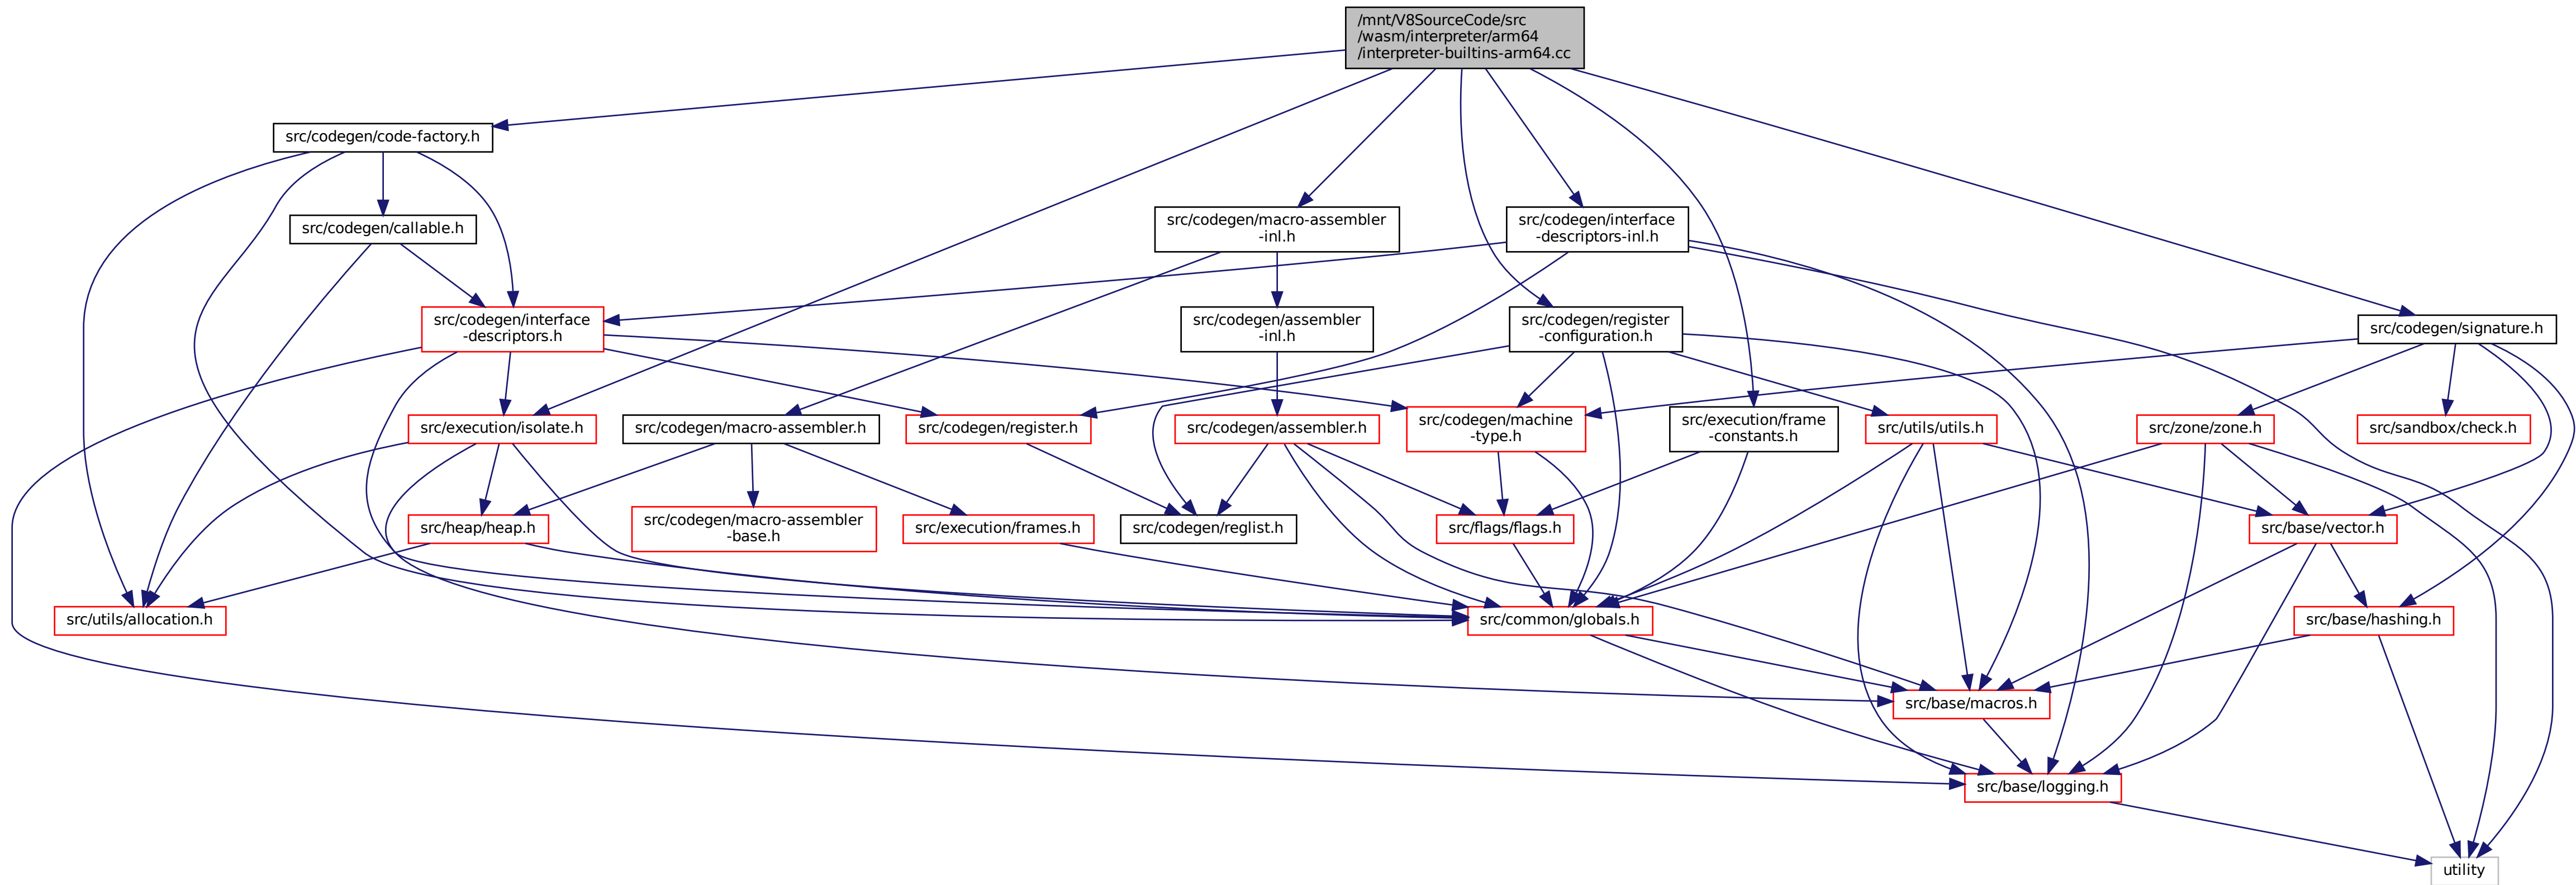 /mnt/V8SourceCode/src
/wasm/interpreter/arm64
/interpreter-builtins-arm64.cc
src/codegen/code-factory.h
src/codegen/callable.h
src/codegen/macro-assembler
-inl.h
src/codegen/interface
-descriptors-inl.h
src/codegen/interface
-descriptors.h
src/codegen/assembler
-inl.h
src/codegen/register
-configuration.h
src/codegen/signature.h
src/execution/isolate.h
src/codegen/macro-assembler.h
src/codegen/register.h
src/codegen/assembler.h
src/codegen/machine
-type.h
src/execution/frame
-constants.h
src/utils/utils.h
src/zone/zone.h
src/sandbox/check.h
src/heap/heap.h
src/codegen/macro-assembler
-base.h
src/execution/frames.h
src/codegen/reglist.h
src/flags/flags.h
src/base/vector.h
src/utils/allocation.h
src/common/globals.h
src/base/hashing.h
src/base/macros.h
src/base/logging.h
utility